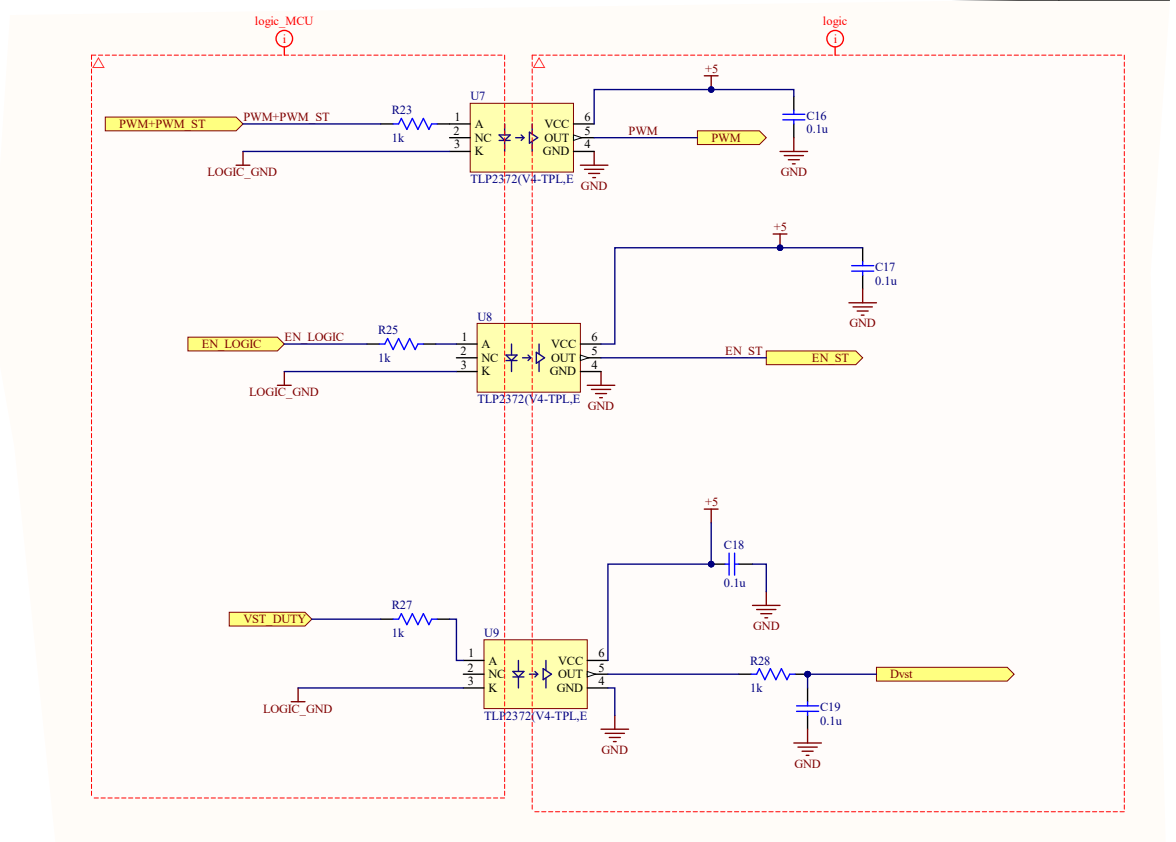 logic_MCU
logic
i
i
+5
U7
R23
PWM+PWM_ST
PWM+PWM_ST
1k
1
2
3
A
NC
K
VCC
OUT
GND
6
5
4
PWM
PWM
C16
0.1u
LOGIC_GND
TLP2372(V4-TPL,E
GND
GND
+5
C17
0.1u
GND
U8
R25
EN_LOGIC
EN_LOGIC
1k
1
2
3
A
NC
K
VCC
OUT
GND
6
5
4
EN_ST
EN_ST
LOGIC_GND
TLP2372(V4-TPL,E
GND
+5
C18
0.1u
GND
R27
VST_DUTY
1k
U9
1
2
3
A
NC
K
VCC
OUT
GND
6
5
4
R28
1k
Dvst
C19
0.1u
LOGIC_GND
TLP2372(V4-TPL,E
GND
GND